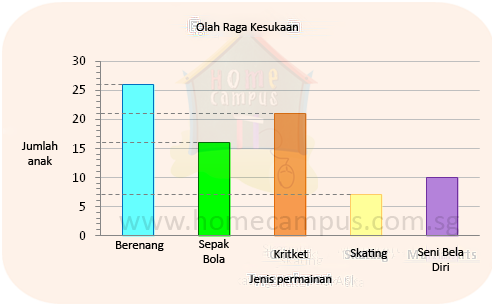 Olah Raga Kesukaan
HOME
campus
30
25
20
15
10
5
0
Jumlah
anak
www.homecampus.com.sg
Berenang
Sepak
Bola
Kritket
Skating
Seni Bela
Diri
Jenis permainan